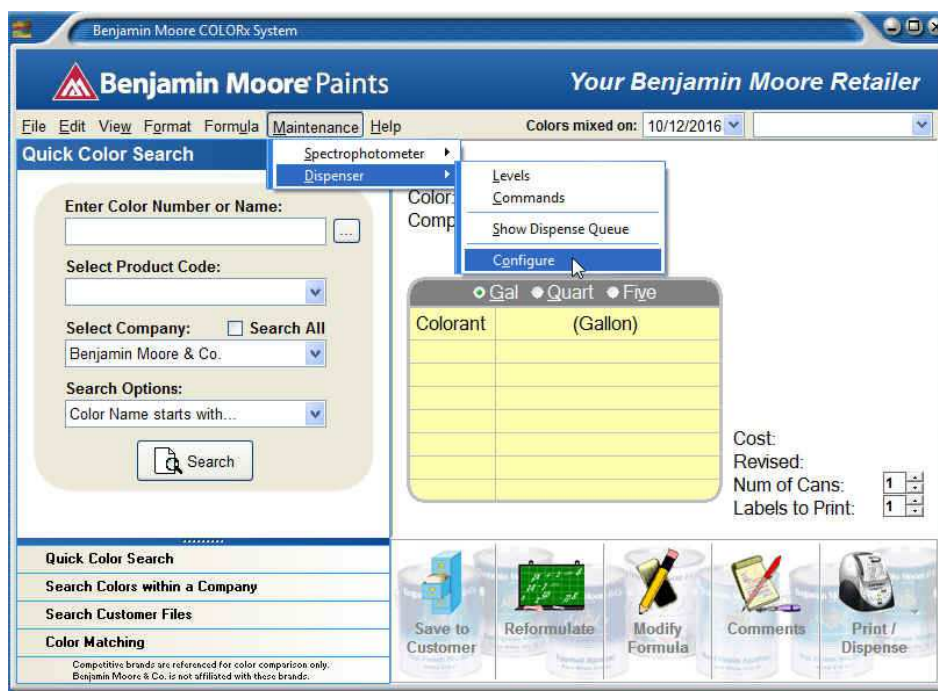 Benjamin Moore COLORx System
Benjamin Moore Paints
Your Benjamin Moore Retailer
File Edit View Format Formula Maintenance Help
Colors mixed on: 10/12/2016
Quick Color Search
Spectrophotometer
Dispenser
Levels
Commands
Show Dispense Queue
Configure
Enter Color Number or Name:
...
Select Product Code:
Select Company: Search All
Benjamin Moore & Co.
Search Options:
Color Name starts with...
Search
Color:
Comp
Gal Quart Five
Colorant (Gallon)
Cost:
Revised:
Num of Cans: 1
Labels to Print: 1
Quick Color Search
Search Colors within a Company
Search Customer Files
Color Matching
Competitive brands are referenced for color comparison only.
Benjamin Moore & Co. is not affiliated with these brands.
Save to
Customer
Reformulate
Modify
Formula
Comments
Print /
Dispense